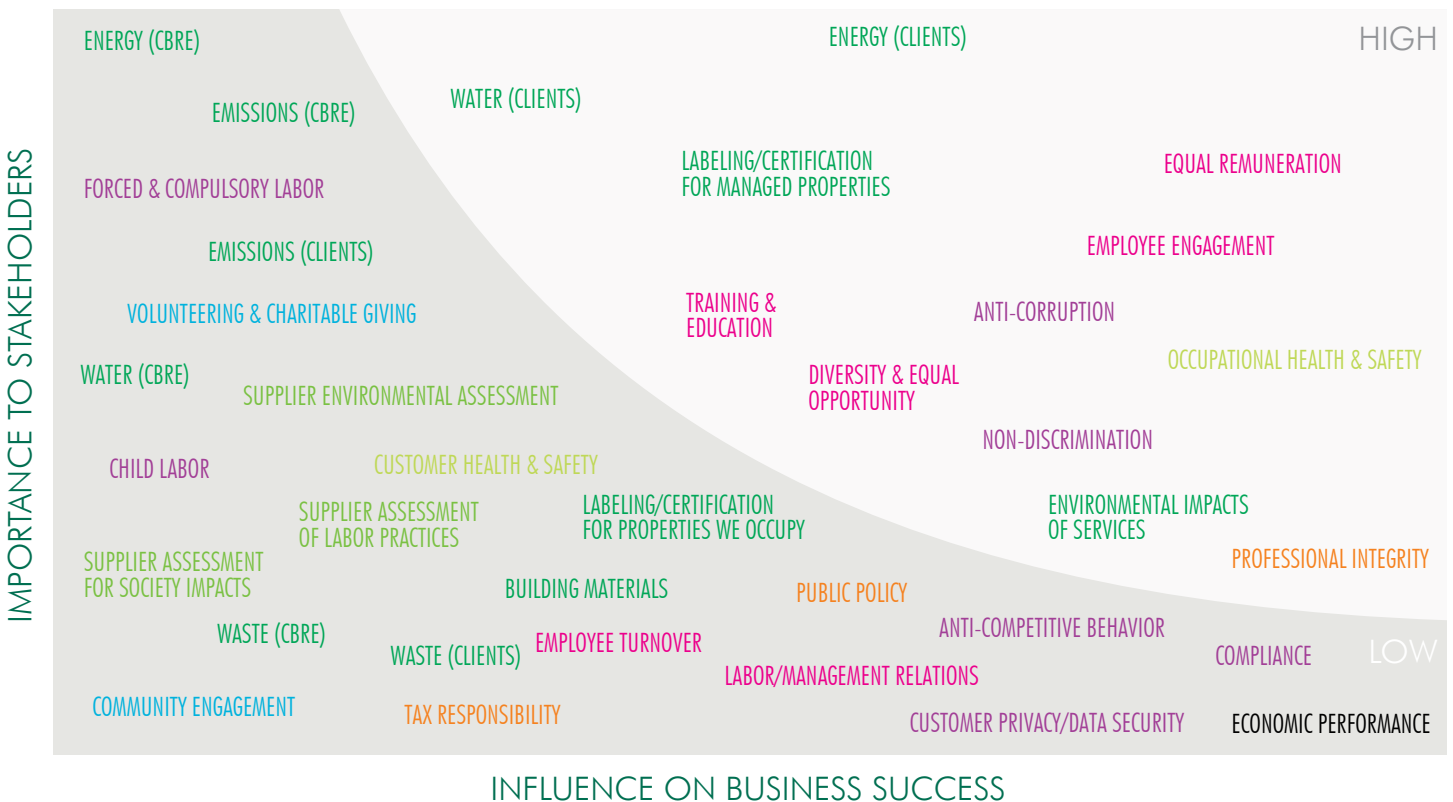 ENERGY (CBRE)
ENERGY (CLIENTS)
HIGH
EMISSIONS (CBRE)
WATER (CLIENTS)
LABELING/CERTIFICATION
FOR MANAGED PROPERTIES
EQUAL REMUNERATION
FORCED & COMPULSORY LABOR
EMISSIONS (CLIENTS)
EMPLOYEE ENGAGEMENT
VOLUNTEERING & CHARITABLE GIVING
TRAINING &
EDUCATION
ANTI-CORRUPTION
OCCUPATIONAL HEALTH & SAFETY
WATER (CBRE)
SUPPLIER ENVIRONMENTAL ASSESSMENT
DIVERSITY & EQUAL
OPPORTUNITY
NON-DISCRIMINATION
CHILD LABOR
CUSTOMER HEALTH & SAFETY
SUPPLIER ASSESSMENT
OF LABOR PRACTICES
LABELING/CERTIFICATION
FOR PROPERTIES WE OCCUPY
ENVIRONMENTAL IMPACTS
OF SERVICES
SUPPLIER ASSESSMENT
FOR SOCIETY IMPACTS
PROFESSIONAL INTEGRITY
BUILDING MATERIALS
PUBLIC POLICY
WASTE (CBRE)
WASTE (CLIENTS)
EMPLOYEE TURNOVER
ANTI-COMPETITIVE BEHAVIOR
COMPLIANCE
LOW
LABOR/MANAGEMENT RELATIONS
COMMUNITY ENGAGEMENT
TAX RESPONSIBILITY
CUSTOMER PRIVACY/DATA SECURITY
ECONOMIC PERFORMANCE
IMPORTANCE TO STAKEHOLDERS
INFLUENCE ON BUSINESS SUCCESS